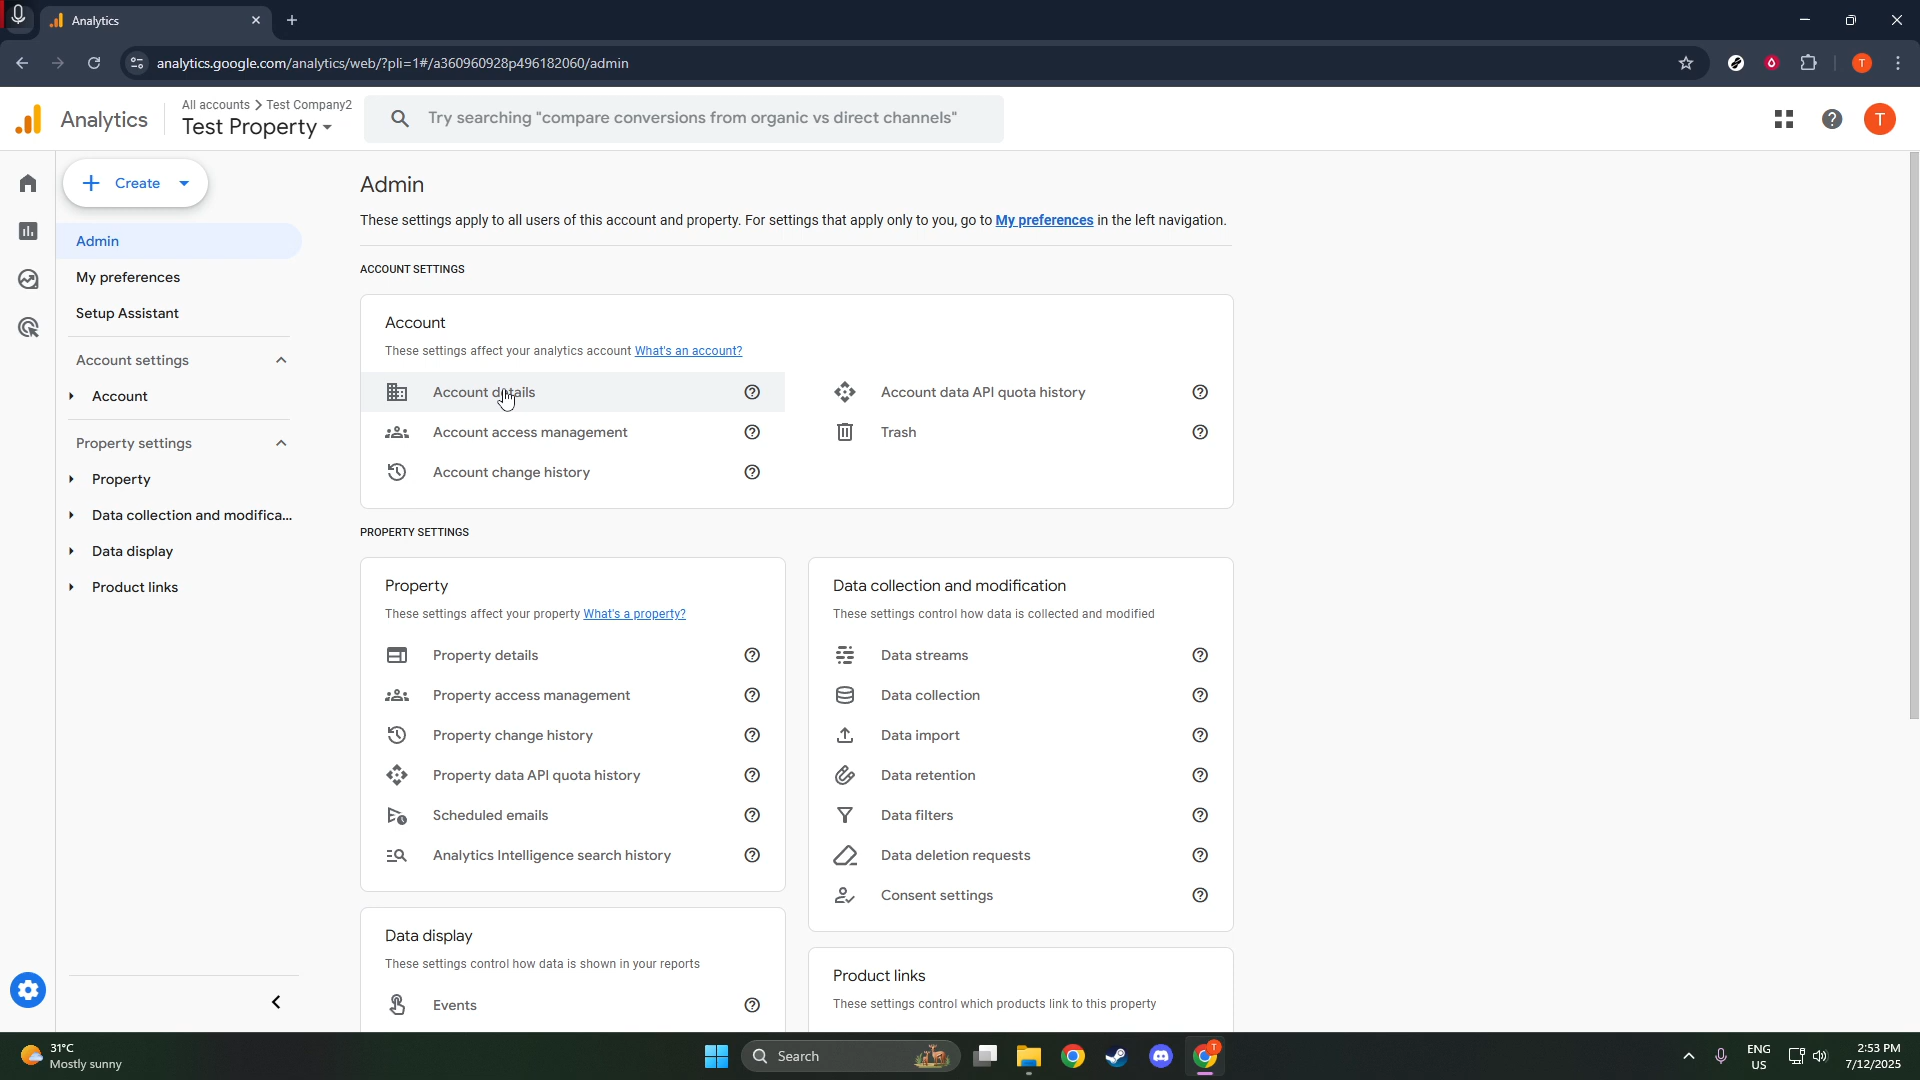 Analytics
analytics.google.com/analytics/web/?pli=1#/a360960928p496182060/admin
T
Analytics
All accounts > Test Company2
Test Property
Try searching "compare conversions from organic vs direct channels"
T
Create
Admin
My preferences
Setup Assistant
Account settings
Account
Property settings
Property
Data collection and modifica...
Data display
Product links
Admin
These settings apply to all users of this account and property. For settings that apply only to you, go to My preferences in the left navigation.
ACCOUNT SETTINGS
Account
These settings affect your analytics account What's an account?
Account details
Account data API quota history
Account access management
Trash
Account change history
PROPERTY SETTINGS
Property
These settings affect your property What's a property?
Property details
Property access management
Property change history
Property data API quota history
Scheduled emails
Analytics Intelligence search history
Data collection and modification
These settings control how data is collected and modified
Data streams
Data collection
Data import
Data retention
Data filters
Data deletion requests
Consent settings
Data display
These settings control how data is shown in your reports
Events
Product links
These settings control which products link to this property
31°C
Mostly sunny
Search
T
ENG
US
2:53 PM
7/12/2025